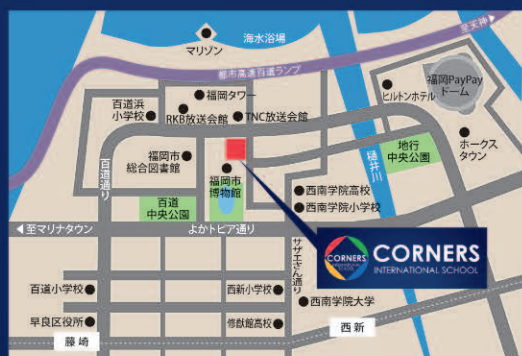 海水浴場
至天神▶
マリゾン
都市高速百道ランプ
福岡タワー
ヒルトンホテル
福岡PayPay
ドーム
百道浜
小学校
RKB放送会館
TNC放送会館
ホークス
タウン
百道通り
福岡市
総合図書館
福岡市
博物館
樋井川
地行
中央公園
西南学院高校
西南学院小学校
百道
中央公園
◀至マリナタウン
よかトピア通り
サザエさん通り
CORNERS
CORNERS
INTERNATIONAL SCHOOL
百道小学校
西新小学校
西南学院大学
早良区役所
修猷館高校
藤崎
西新